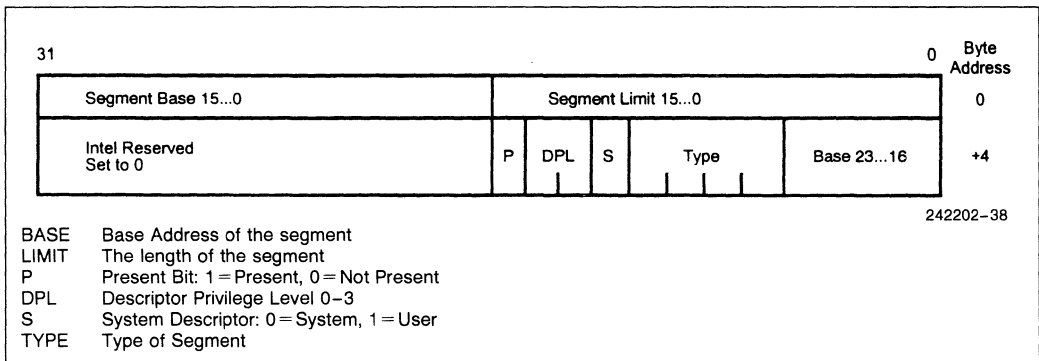 31 0 Byte Address
Segment Base 15...0 Segment Limit 15...0 0
Intel Reserved
Set to 0 P DPL S Type Base 23...16 +4
242202–38
BASE Base Address of the segment
LIMIT The length of the segment
P Present Bit: 1=Present, 0=Not Present
DPL Descriptor Privilege Level 0–3
S System Descriptor: 0=System, 1=User
TYPE Type of Segment